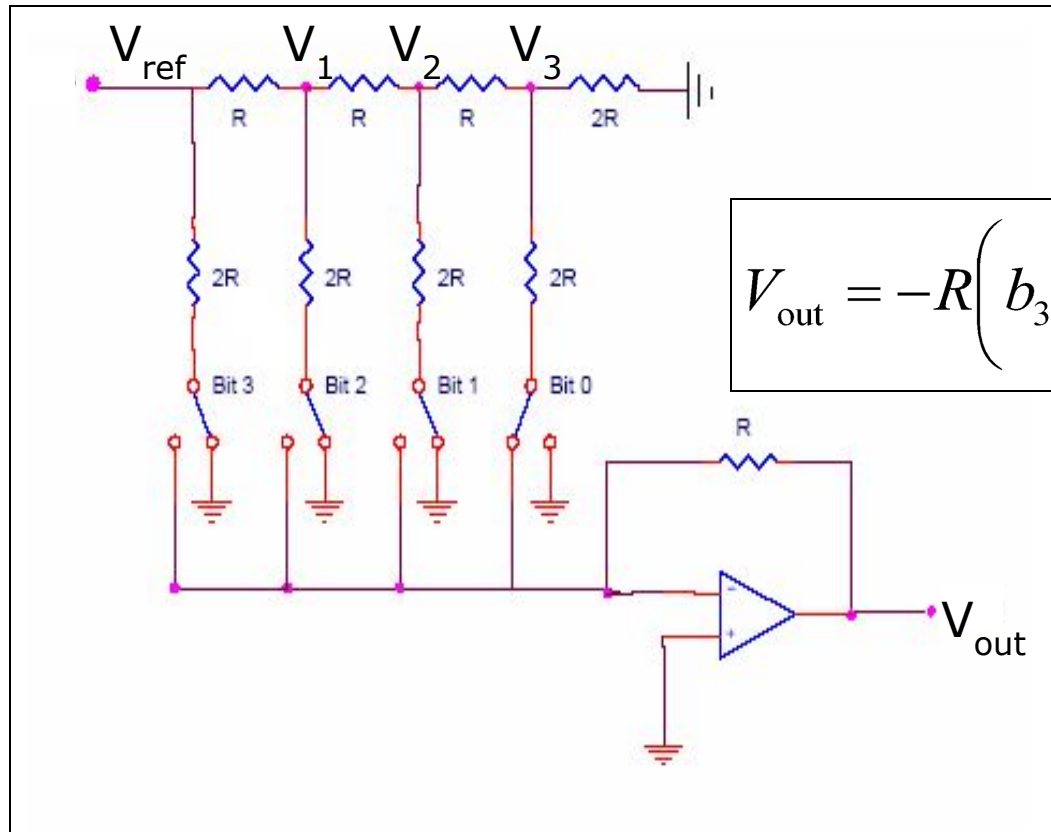 Vref V1 V2 V3
R R R 2R
2R 2R 2R 2R
Vout = -R( b3
Bit 3 Bit 2 Bit 1 Bit 0
R
-
+
Vout